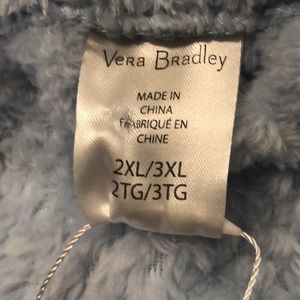 Vera Bradley
MADE IN
CHINA
FABRIQUÉ EN
CHINE
2XL/3XL
2TG/3TG